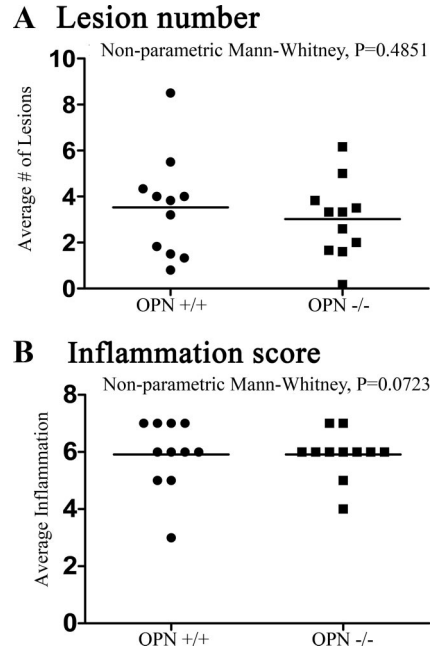 A Lesion number
Non-parametric Mann-Whitney, P=0.4851
Average # of Lesions
10
8
6
4
2
0
OPN +/+ OPN -/-
B Inflammation score
Non-parametric Mann-Whitney, P=0.0723
Average Inflammation
8
6
4
2
0
OPN +/+ OPN -/-